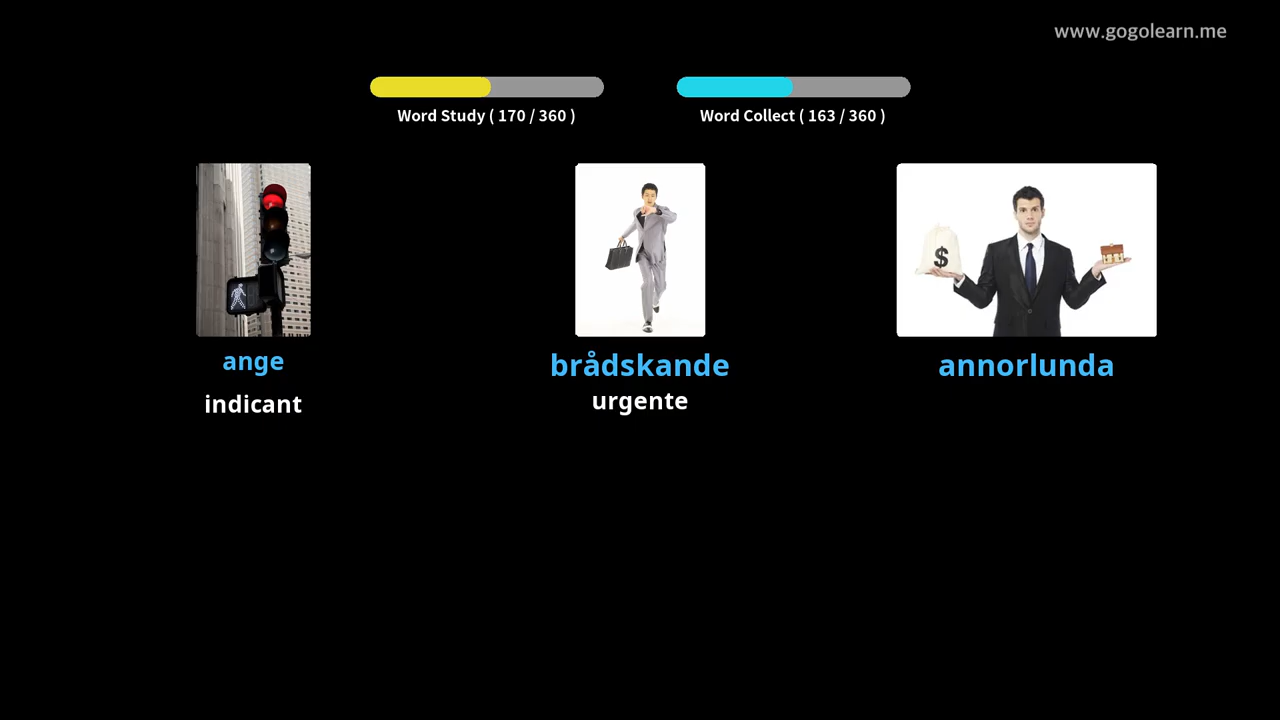 www.gogolearn.me
Word Study ( 170 / 360 )
Word Collect ( 163 / 360 )
$
ange
brådskande
annorlunda
indicant
urgente